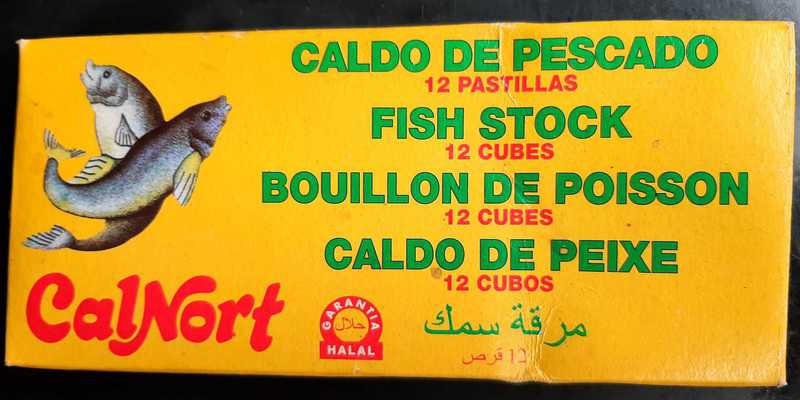 CALDO DE PESCADO
12 PASTILLAS
FISH STOCK
12 CUBES
BOUILLON DE POISSON
12 CUBES
CALDO DE PEIXE
12 CUBOS
مرقة سمك
12 قرص
CalNort
GARANTIA
حلال
HALAL